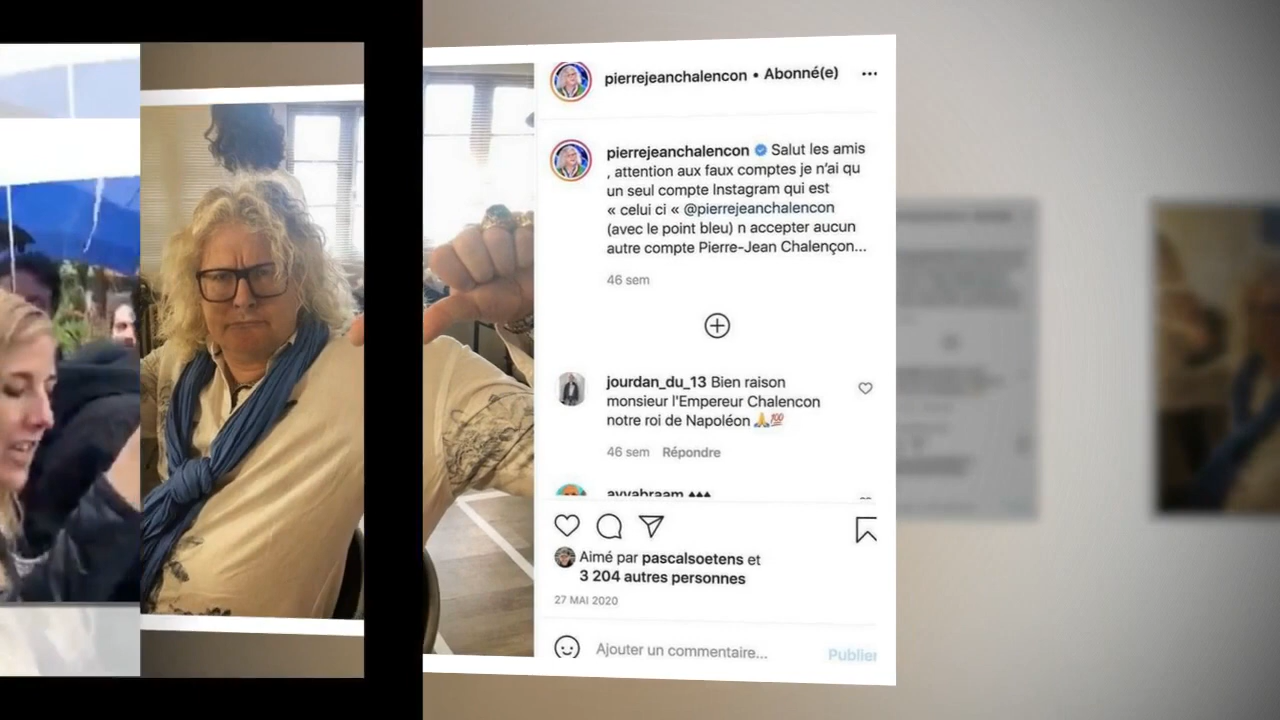 pierrejeanchalencon • Abonné(e)
pierrejeanchalencon Salut les amis
, attention aux faux comptes je n'ai qu
un seul compte Instagram qui est
« celui ci « @pierrejeanchalencon
(avec le point bleu) n accepter aucun
autre compte Pierre-Jean Chalençon...
46 sem
jourdan_du_13 Bien raison
monsieur l'Empereur Chalencon
notre roi de Napoléon 🙏💯
46 sem Répondre
Aimé par pascalsoetens et
3 204 autres personnes
27 MAI 2020
Ajouter un commentaire...
Publier